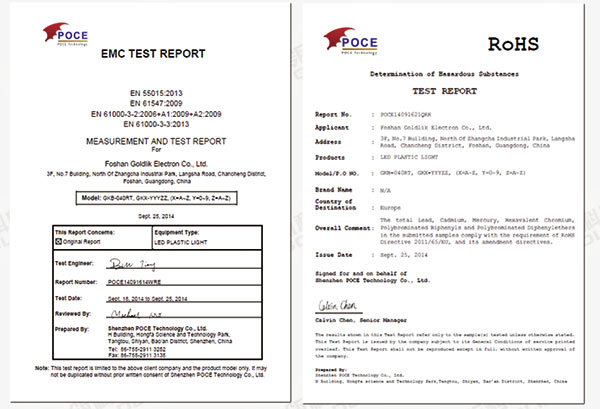 POCE
POCE Technology
EMC TEST REPORT
EN 55015:2013
EN 61547:2009
EN 61000-3-2:2006+A1:2009+A2:2009
EN 61000-3-3:2013
MEASUREMENT AND TEST REPORT
For
Foshan Goldlik Electron Co., Ltd.
3F, No.7 Building, North Of Zhangcha Industrial Park, Langsha Road, Chancheng District,
Foshan, Guangdong, China
Model: GKB-040RT, GKX-YYYZZ, (X=A~Z, Y=0~9, Z=A~Z)
Sept. 25, 2014
This Report Concerns:
Equipment Type:
Original Report
LED PLASTIC LIGHT
Test Engineer:
Report Number:
POCE14091614WRE
Test Date:
Sept. 18, 2014 to Sept. 25, 2014
Reviewed By:
Prepared By:
Shenzhen POCE Technology Co., Ltd.
H Building, Hongfa Science and Technology Park,
Tangtou, Shiyan, Bao'an District, Shenzhen, China
Tel: 86-755-2911 3252
Fax: 86-755-2911 3135
Note: This test report is limited to the above client company and the product model only. It may
not be duplicated without prior written consent of Shenzhen POCE Technology Co., Ltd.
POCE
POCE Technology
RoHS
Determination of Hazardous Substances
TEST REPORT
Report No. : POCE14091621QRH
Applicant : Foshan Goldlik Electron Co., Ltd.
Address : 3F, No.7 Building, North Of Zhangcha Industrial Park, Langsha
Road, Chancheng District, Foshan, Guangdong, China
Products : LED PLASTIC LIGHT
Model/P.O NO. : GKB-040RT, GKX-YYYZZ, (X=A~Z, Y=0~9, Z=A~Z)
Brand Name : N/A
Country of
Destination : Europe
The total Lead, Cadmium, Mercury, Hexavalent Chromium,
Overall Comment : Polybrominated Biphenyls and Polybrominated Diphenylethers
in the submitted samples comply with the requirement of RoHS
Directive 2011/65/EU, and its amendment directives.
Issue Date : Sept. 25, 2014
Signed for and on behalf of
Shenzhen POCE Technology Co., Ltd.
Calvin Chen
Calvin Chen, Senior Manager
The results shown in this Test Report refer only to the sample(s) tested unless otherwise stated.
This Test Report is issued by the company subject to its General Conditions of service printed
overleaf. This Test Report shall not be reproduced except in full, without written approval of
the company.
Prepared By:
Shenzhen POCE Technology Co., Ltd.
H Building, Hongfa science and Technology Park,Tangtou, Shiyan, Bao'an District, Shenzhen, China